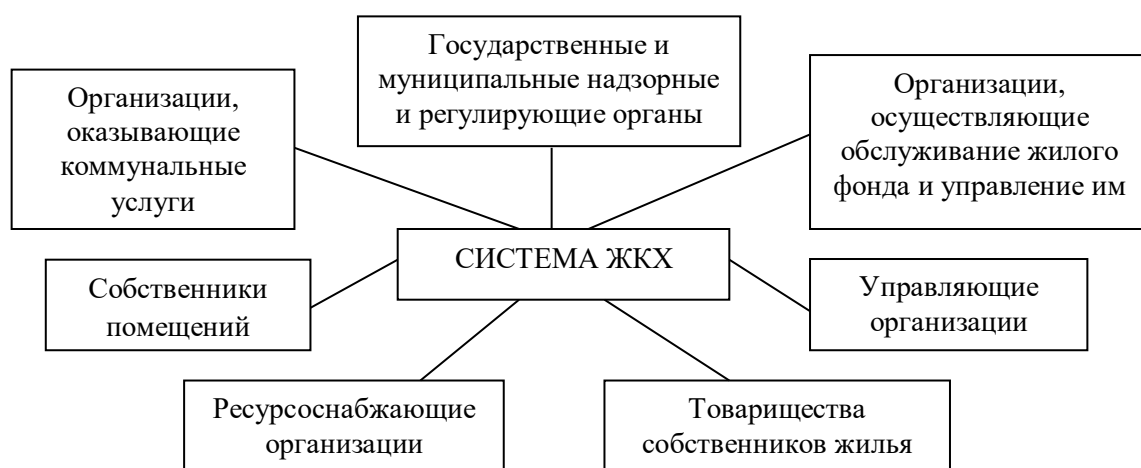 Государственные и
муниципальные надзорные
и регулирующие органы
Организации,
оказывающие
коммунальные
услуги
Организации,
осуществляющие
обслуживание жилого
фонда и управление им
СИСТЕМА ЖКХ
Собственники
помещений
Управляющие
организации
Ресурсоснабжающие
организации
Товарищества
собственников жилья